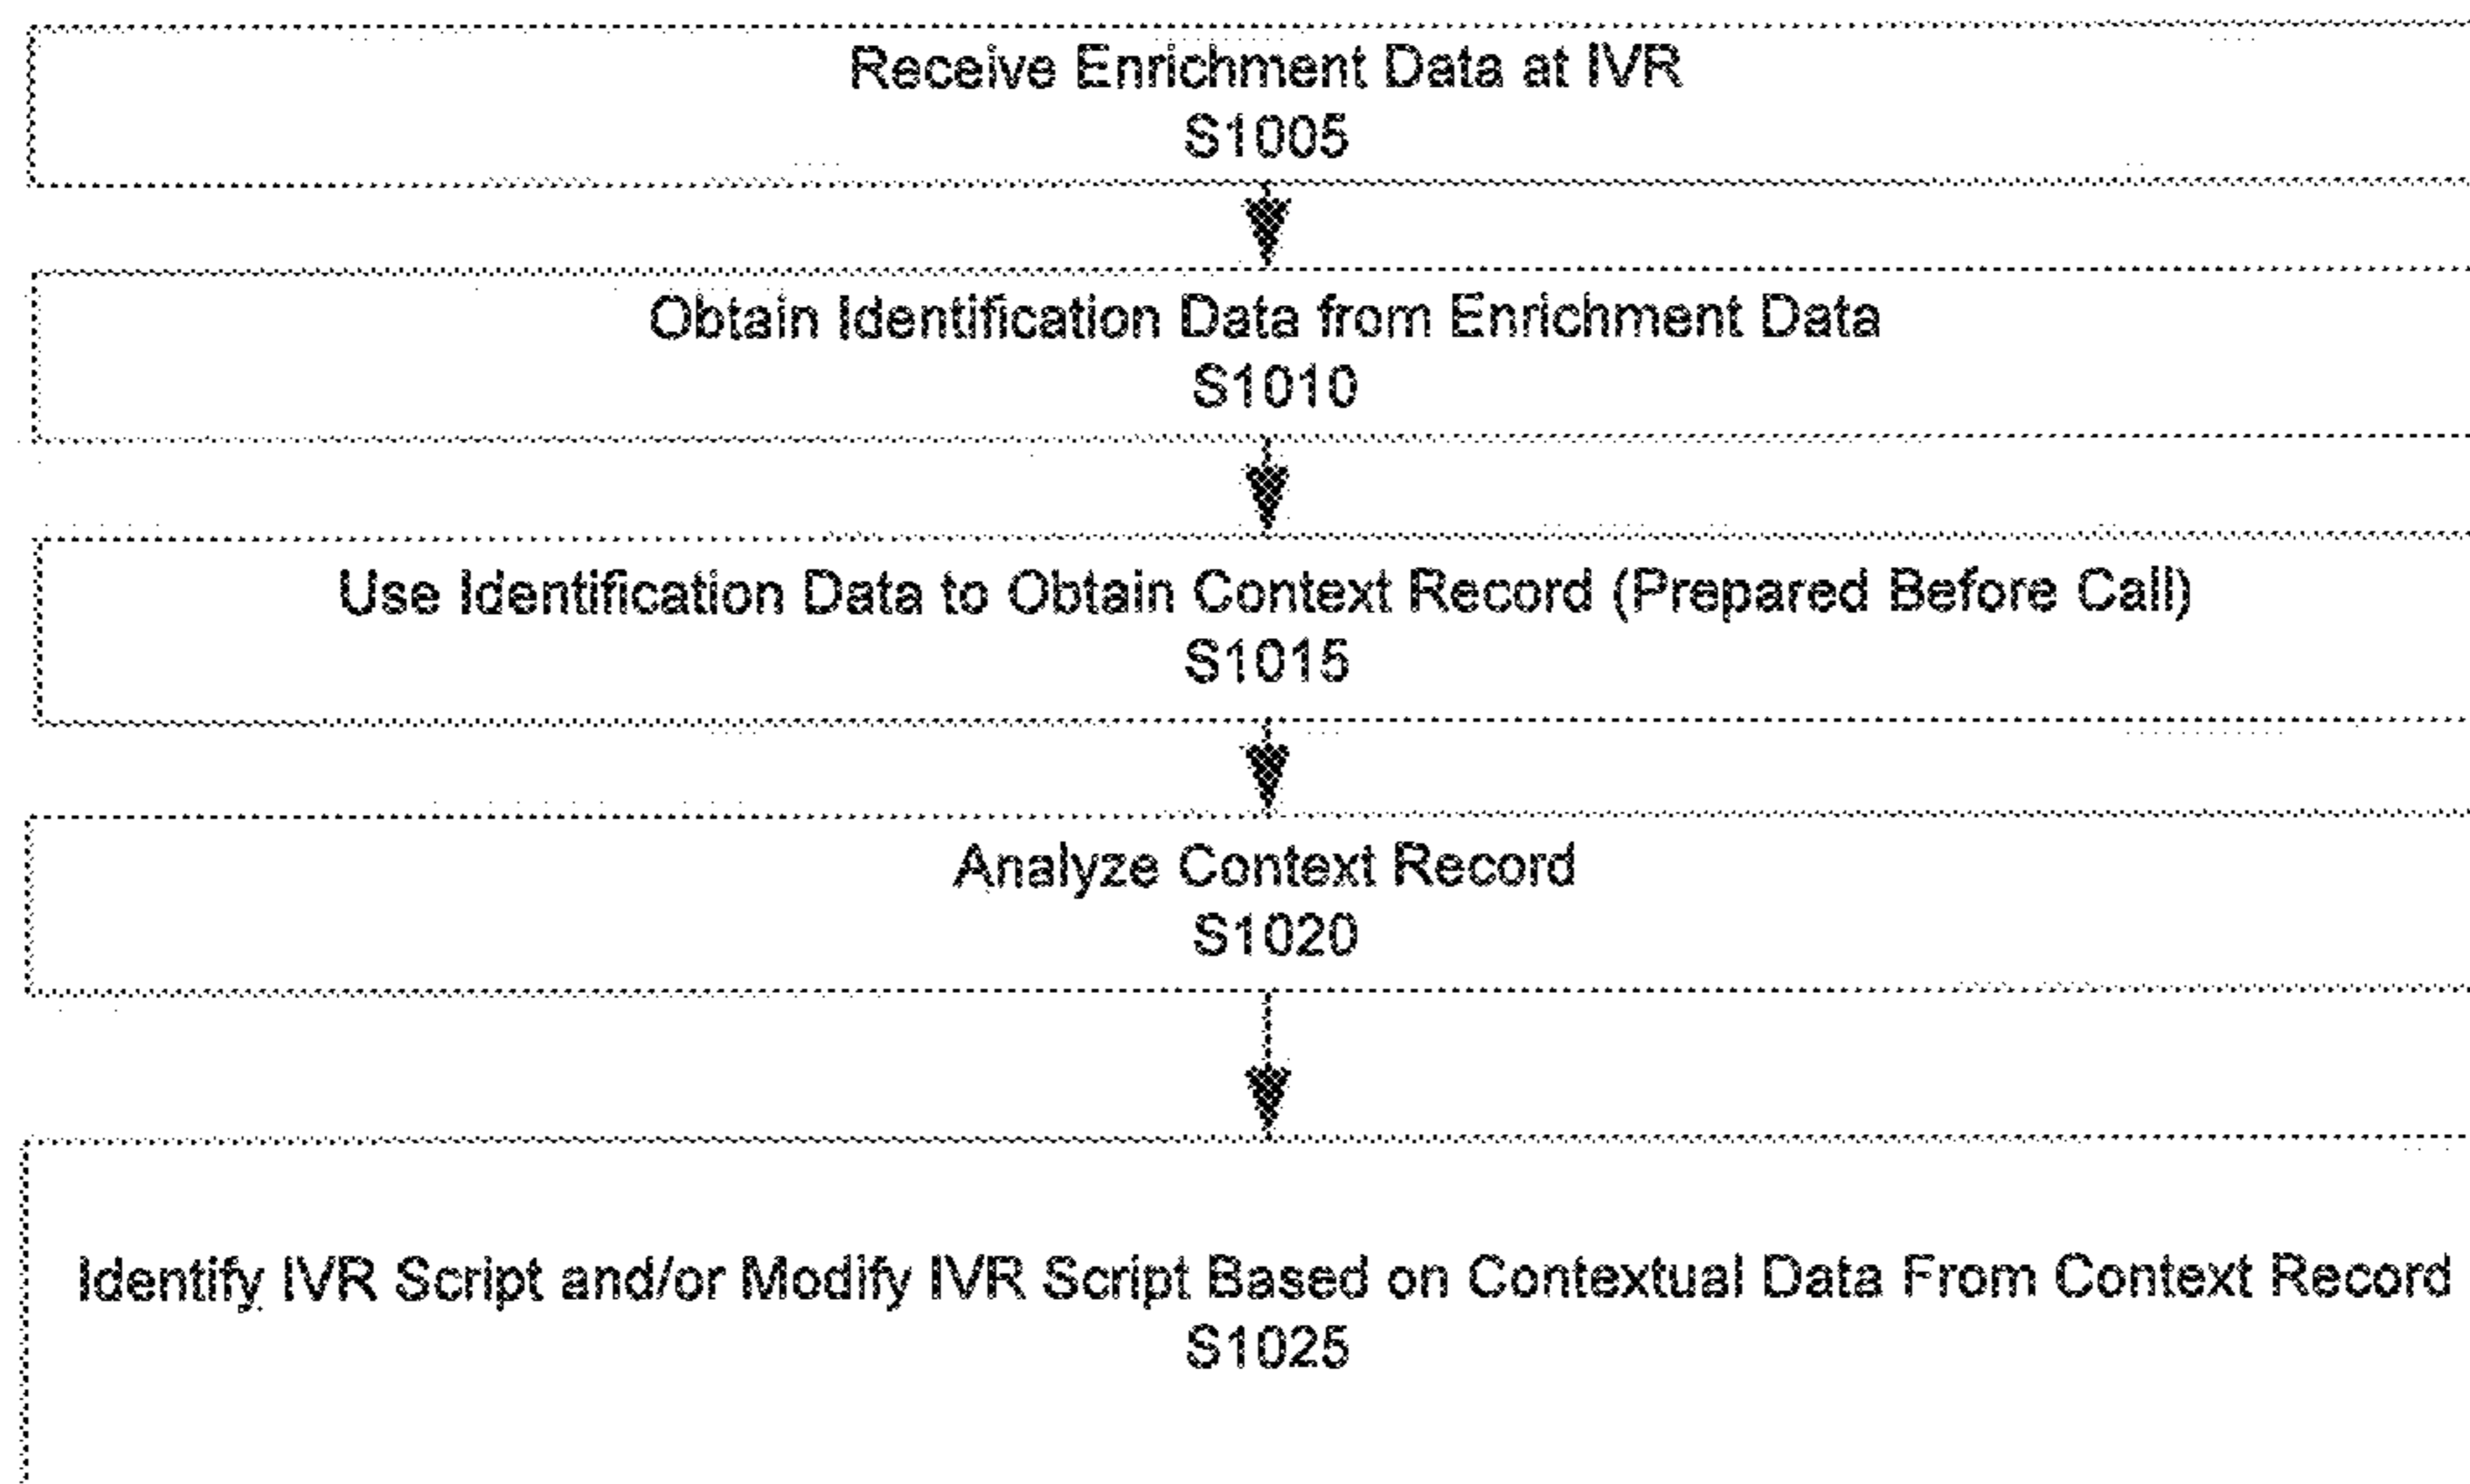 Receive Enrichment Data at IVR
S1005
Obtain Identification Data from Enrichment Data
S1010
Use Identification Data to Obtain Context Record (Prepared Before Call)
S1015
Analyze Context Record
S1020
Identify IVR Script and/or Modify IVR Script Based on Contextual Data From Context Record
S1025